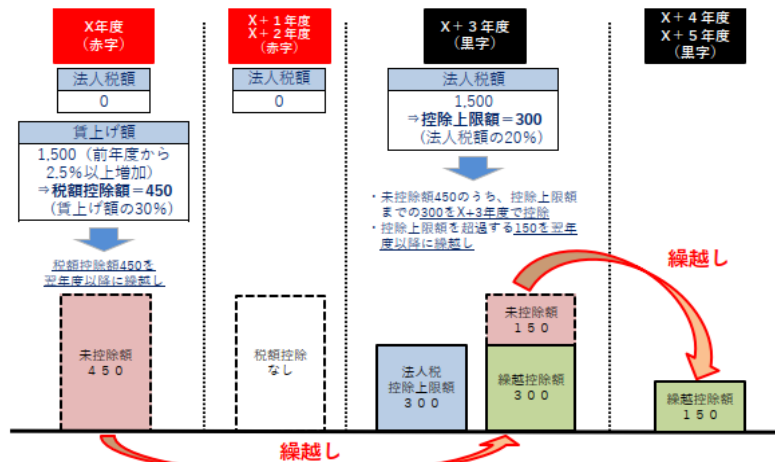 X年度
(赤字)
法人税額
0
賃上げ額
1,500（前年度から
2.5%以上増加）
⇒税額控除額＝450
（賃上げ額の30%）
税額控除額450を
翌年度以降に繰越し
未控除額
４５０
X＋１年度
X＋２年度
(赤字)
法人税額
0
税額控除
なし
繰越し
X＋３年度
(黒字)
法人税額
1,500
⇒控除上限額＝300
（法人税額の20%）
・未控除額450のうち、控除上限額
までの300をX+3年度で控除
・控除上限額を超過する150を翌年
度以降に繰越し
法人税
控除上限額
３００
未控除額
１５０
繰越控除額
３００
繰越し
X＋４年度
X＋５年度
(黒字)
繰越控除額
１５０